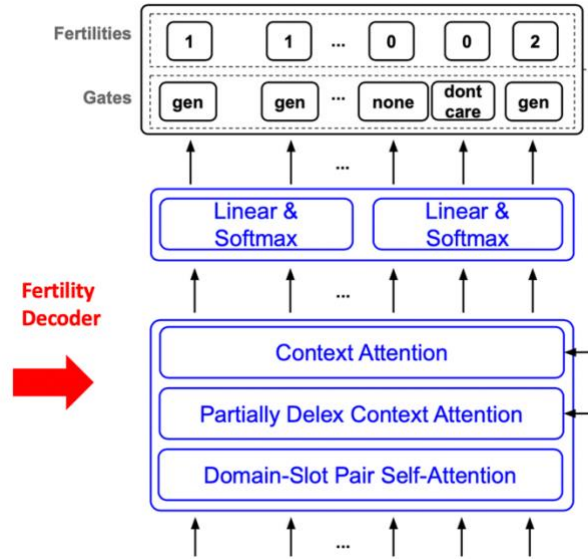 Fertilities 1 1 ... 0 0 2
Gates gen gen ... none dont care gen
...
Linear & Softmax
Linear & Softmax
...
Fertility
Decoder
Context Attention
Partially Delex Context Attention
Domain-Slot Pair Self-Attention
...